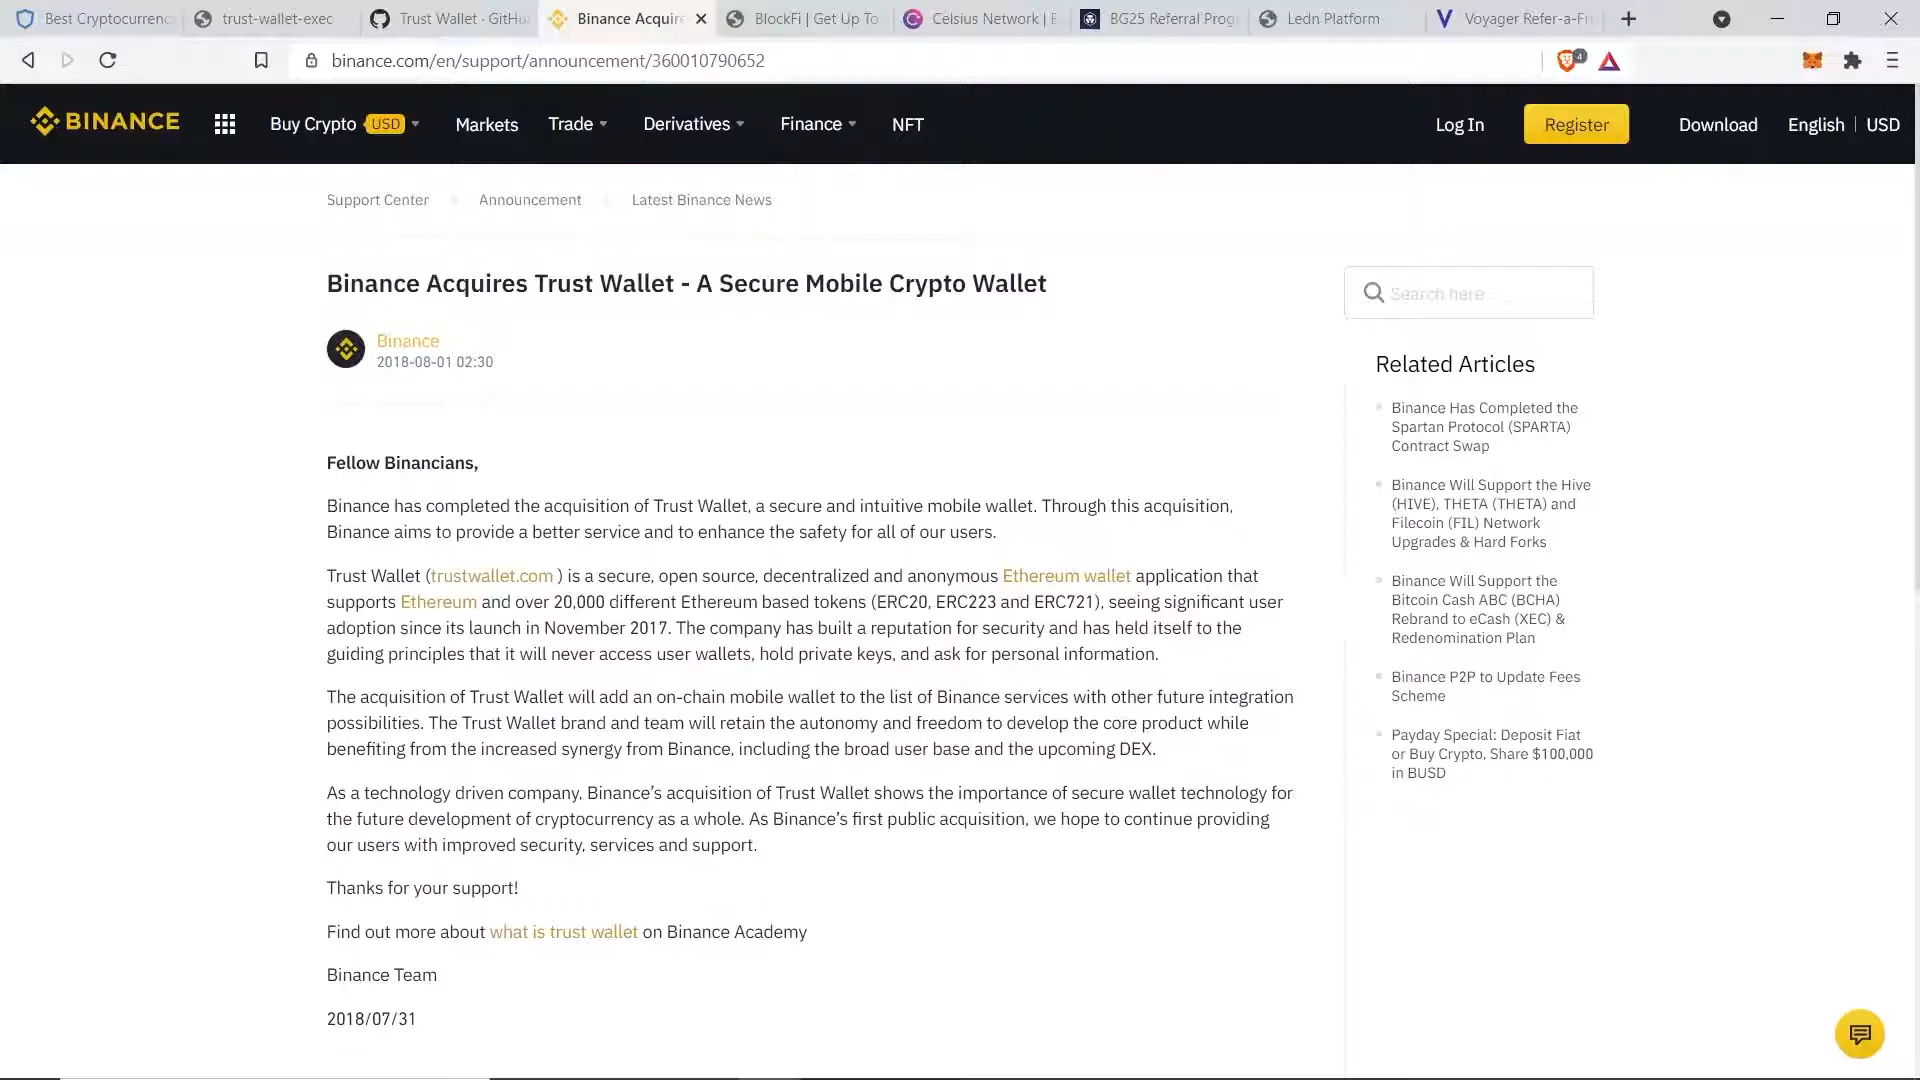 Best Cryptocurrenc
trust-wallet-exec
Trust Wallet · GitHu
Binance Acquire
BlockFi | Get Up To
Celsius Network | E
BG25 Referral Prog
Ledn Platform
Voyager Refer-a-Fri
binance.com/en/support/announcement/360010790652
4
BINANCE
Buy Crypto USD
Markets
Trade
Derivatives
Finance
NFT
Log In
Register
Download
English | USD
Support Center
Announcement
Latest Binance News
Binance Acquires Trust Wallet - A Secure Mobile Crypto Wallet
Binance
2018-08-01 02:30
Fellow Binancians,
Binance has completed the acquisition of Trust Wallet, a secure and intuitive mobile wallet. Through this acquisition,
Binance aims to provide a better service and to enhance the safety for all of our users.
Trust Wallet (trustwallet.com ) is a secure, open source, decentralized and anonymous Ethereum wallet application that
supports Ethereum and over 20,000 different Ethereum based tokens (ERC20, ERC223 and ERC721), seeing significant user
adoption since its launch in November 2017. The company has built a reputation for security and has held itself to the
guiding principles that it will never access user wallets, hold private keys, and ask for personal information.
The acquisition of Trust Wallet will add an on-chain mobile wallet to the list of Binance services with other future integration
possibilities. The Trust Wallet brand and team will retain the autonomy and freedom to develop the core product while
benefiting from the increased synergy from Binance, including the broad user base and the upcoming DEX.
As a technology driven company, Binance’s acquisition of Trust Wallet shows the importance of secure wallet technology for
the future development of cryptocurrency as a whole. As Binance’s first public acquisition, we hope to continue providing
our users with improved security, services and support.
Thanks for your support!
Find out more about what is trust wallet on Binance Academy
Binance Team
2018/07/31
Search here
Related Articles
Binance Has Completed the
Spartan Protocol (SPARTA)
Contract Swap
Binance Will Support the Hive
(HIVE), THETA (THETA) and
Filecoin (FIL) Network
Upgrades & Hard Forks
Binance Will Support the
Bitcoin Cash ABC (BCHA)
Rebrand to eCash (XEC) &
Redenomination Plan
Binance P2P to Update Fees
Scheme
Payday Special: Deposit Fiat
or Buy Crypto, Share $100,000
in BUSD